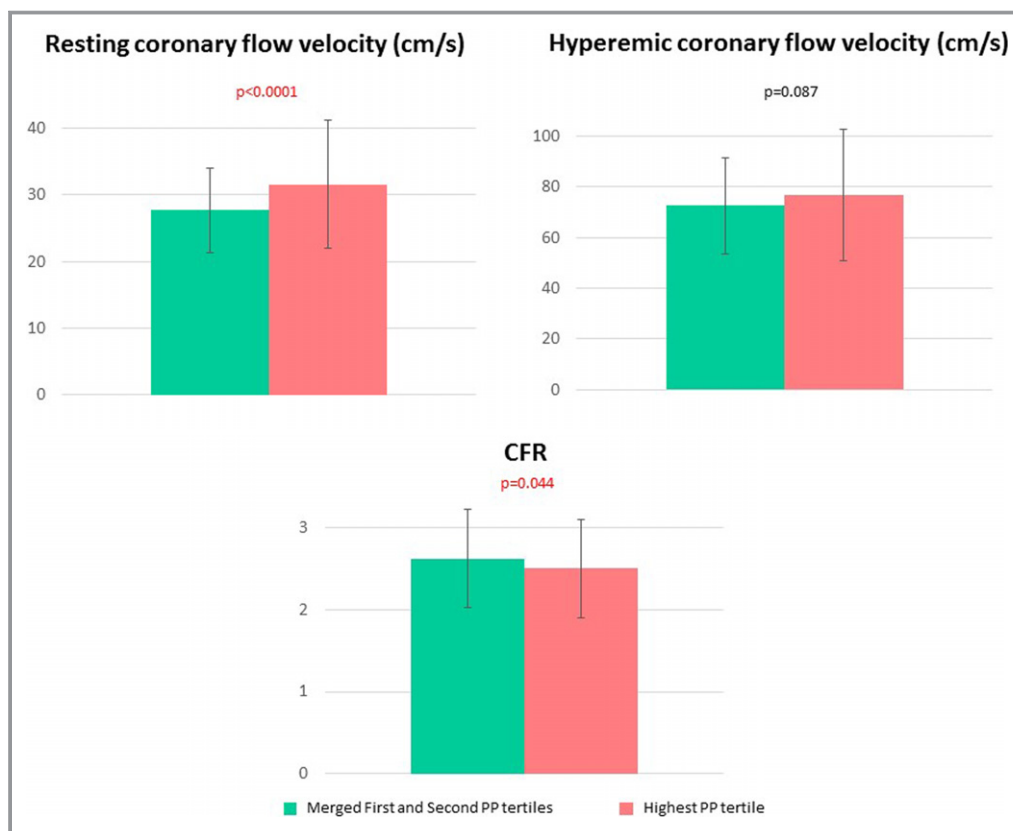 Resting coronary flow velocity (cm/s)
p<0.0001
40
30
20
10
0
Hyperemic coronary flow velocity (cm/s)
p=0.087
100
80
60
40
20
0
CFR
p=0.044
3
2
1
0
Merged First and Second PP tertiles
Highest PP tertile